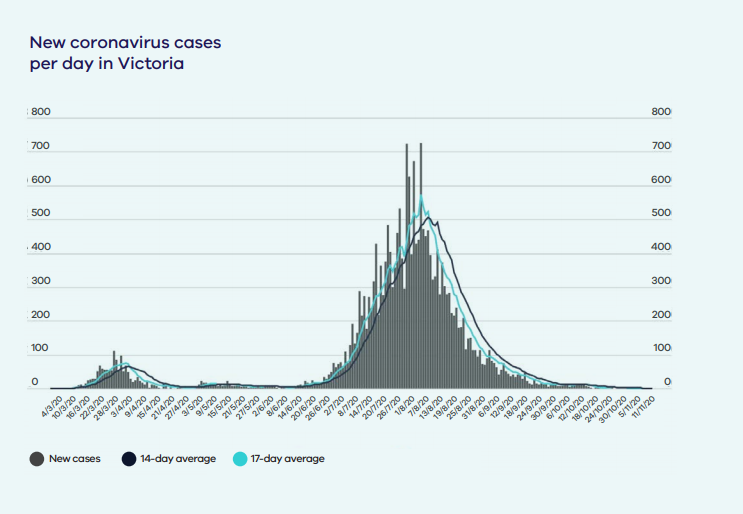 New coronavirus cases
per day in Victoria
800 800
700 700
600 600
500 500
400 400
300 300
200 200
100 100
0 0
4/3/20 10/3/20 16/3/20 22/3/20 28/3/20 3/4/20 9/4/20 15/4/20 21/4/20 27/4/20 3/5/20 9/5/20 15/5/20 21/5/20 27/5/20 2/6/20 8/6/20 14/6/20 20/6/20 26/6/20 2/7/20 8/7/20 14/7/20 20/7/20 26/7/20 1/8/20 7/8/20 13/8/20 19/8/20 25/8/20 31/8/20 6/9/20 12/9/20 18/9/20 24/9/20 30/9/20 6/10/20 12/10/20 18/10/20 24/10/20 30/10/20 5/11/20 11/11/20
New cases 14-day average 17-day average